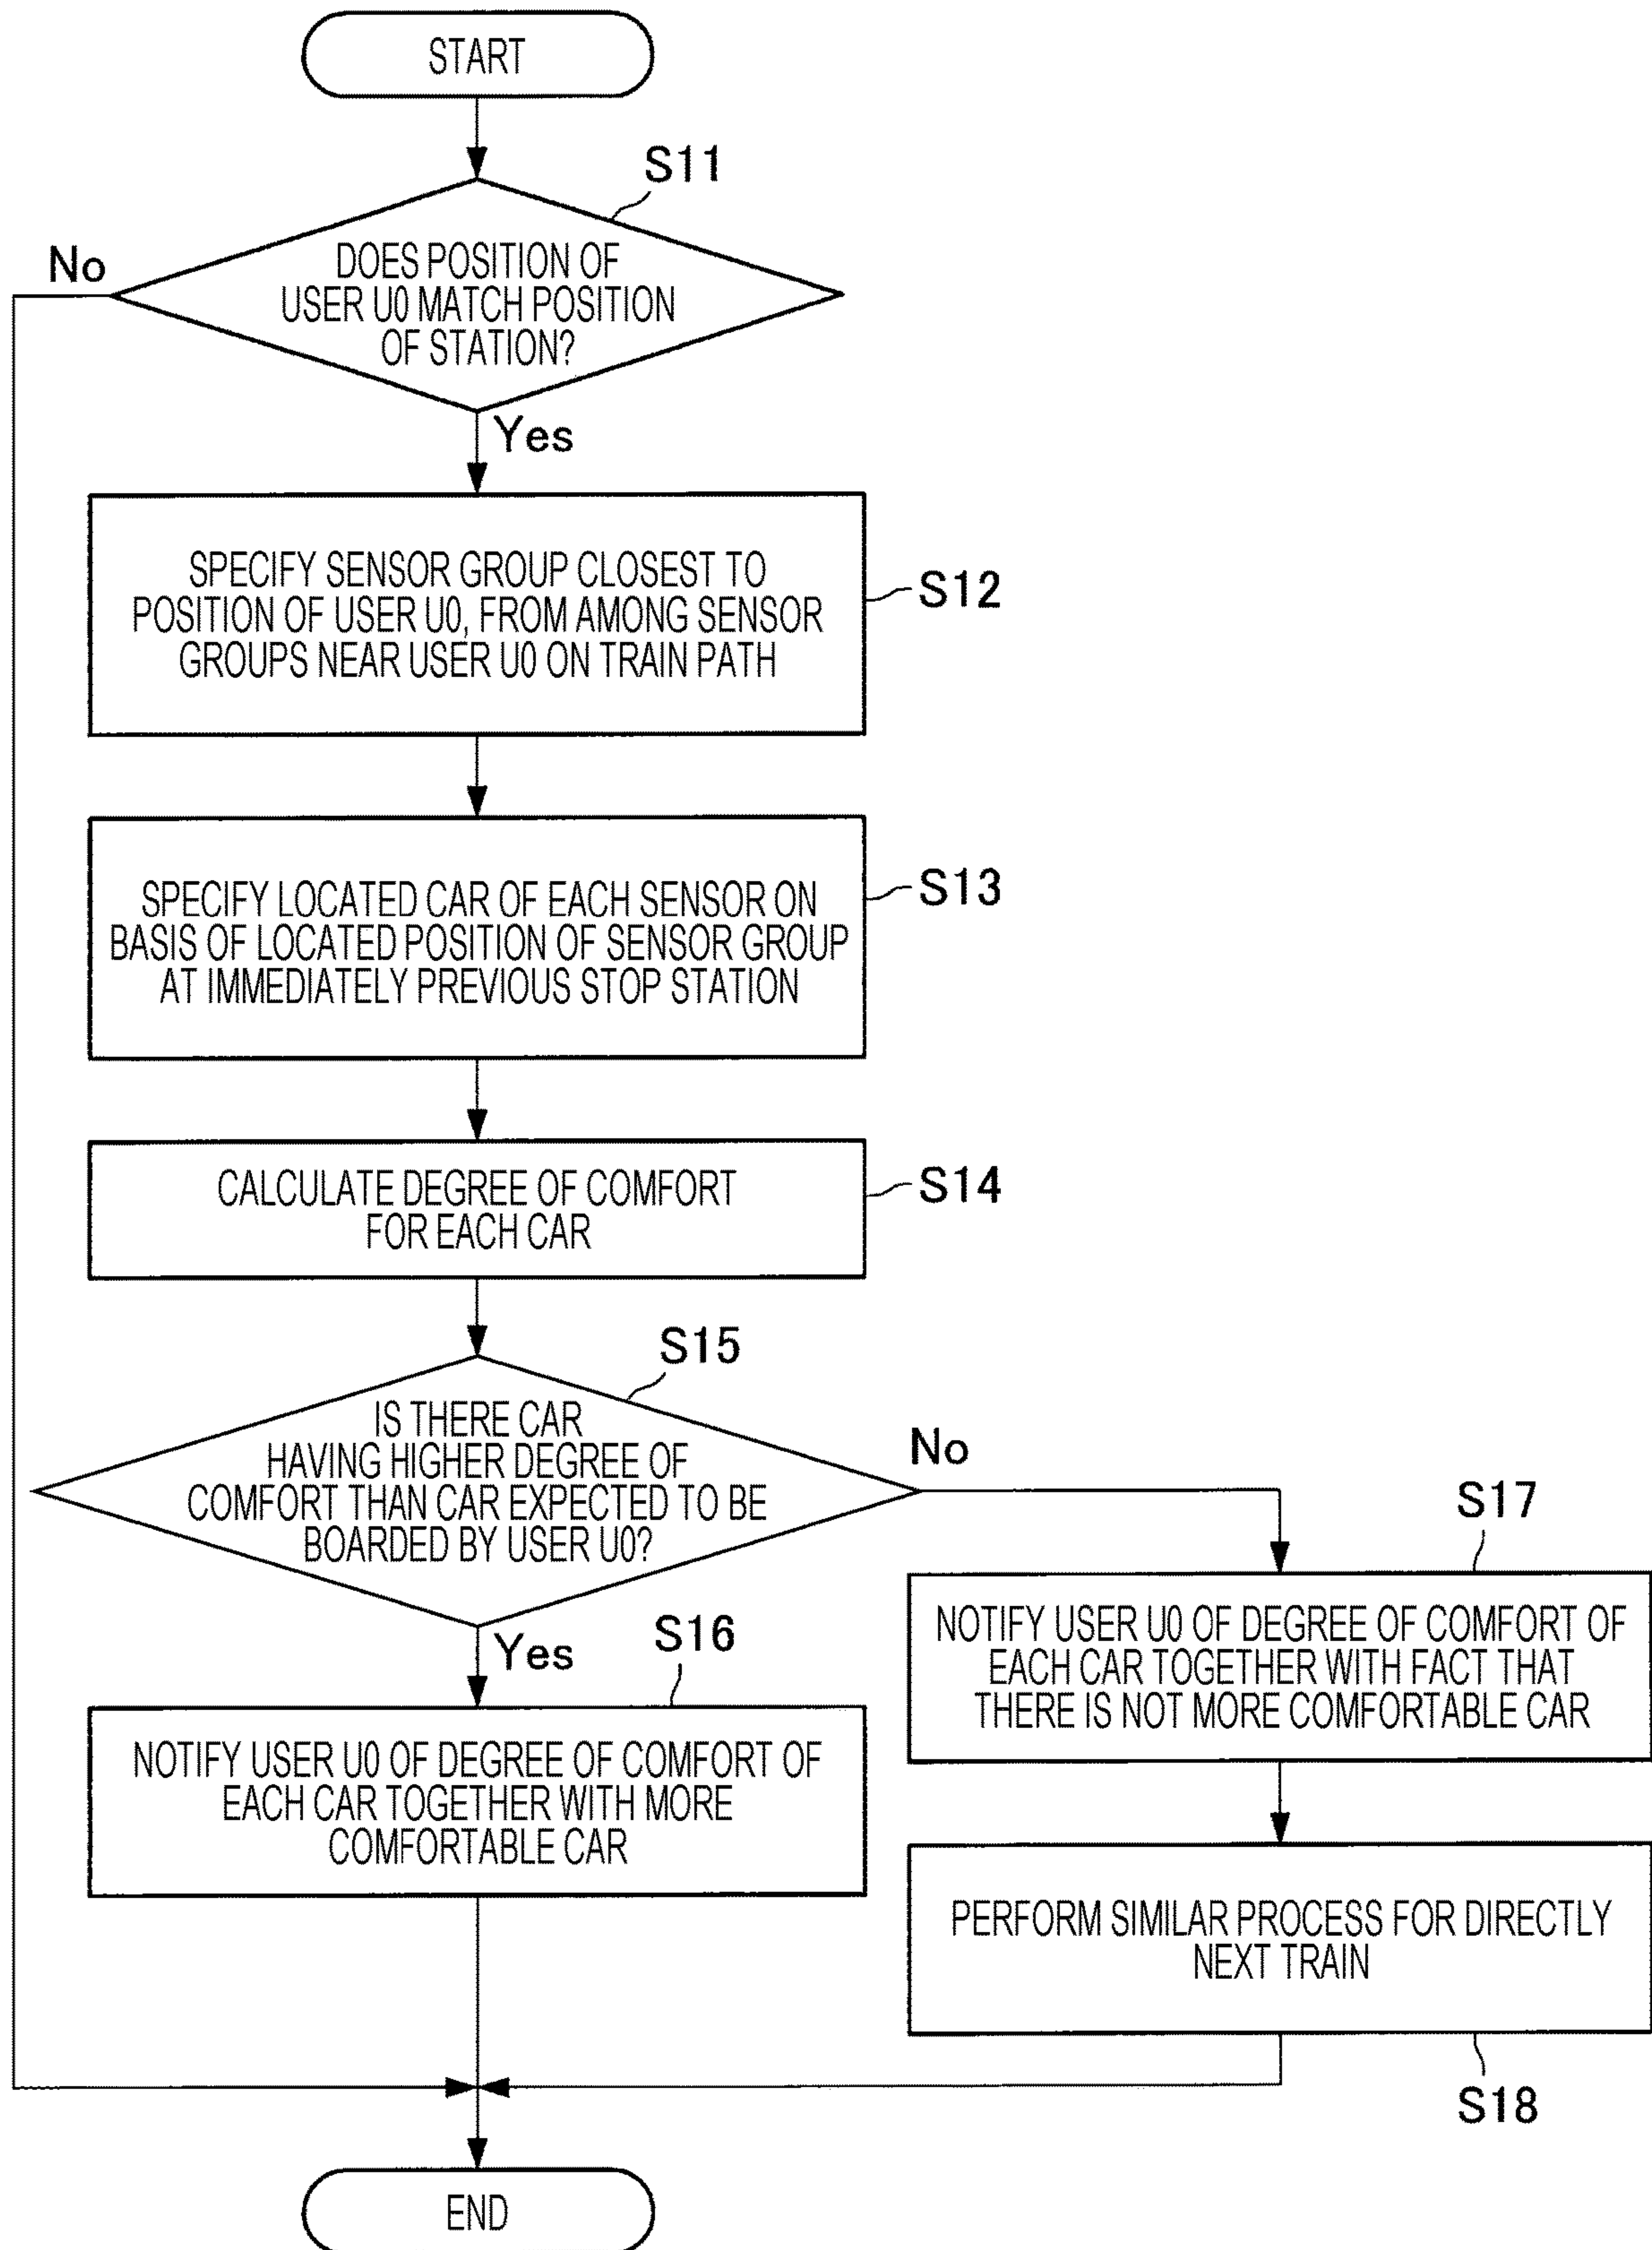 START
S11
No
DOES POSITION OF
USER U0 MATCH POSITION
OF STATION?
Yes
SPECIFY SENSOR GROUP CLOSEST TO
POSITION OF USER U0, FROM AMONG SENSOR
GROUPS NEAR USER U0 ON TRAIN PATH
S12
SPECIFY LOCATED CAR OF EACH SENSOR ON
BASIS OF LOCATED POSITION OF SENSOR GROUP
AT IMMEDIATELY PREVIOUS STOP STATION
S13
CALCULATE DEGREE OF COMFORT
FOR EACH CAR
S14
S15
IS THERE CAR
HAVING HIGHER DEGREE OF
COMFORT THAN CAR EXPECTED TO BE
BOARDED BY USER U0?
No
Yes
S16
NOTIFY USER U0 OF DEGREE OF COMFORT OF
EACH CAR TOGETHER WITH MORE
COMFORTABLE CAR
S17
NOTIFY USER U0 OF DEGREE OF COMFORT OF
EACH CAR TOGETHER WITH FACT THAT
THERE IS NOT MORE COMFORTABLE CAR
PERFORM SIMILAR PROCESS FOR DIRECTLY
NEXT TRAIN
S18
END